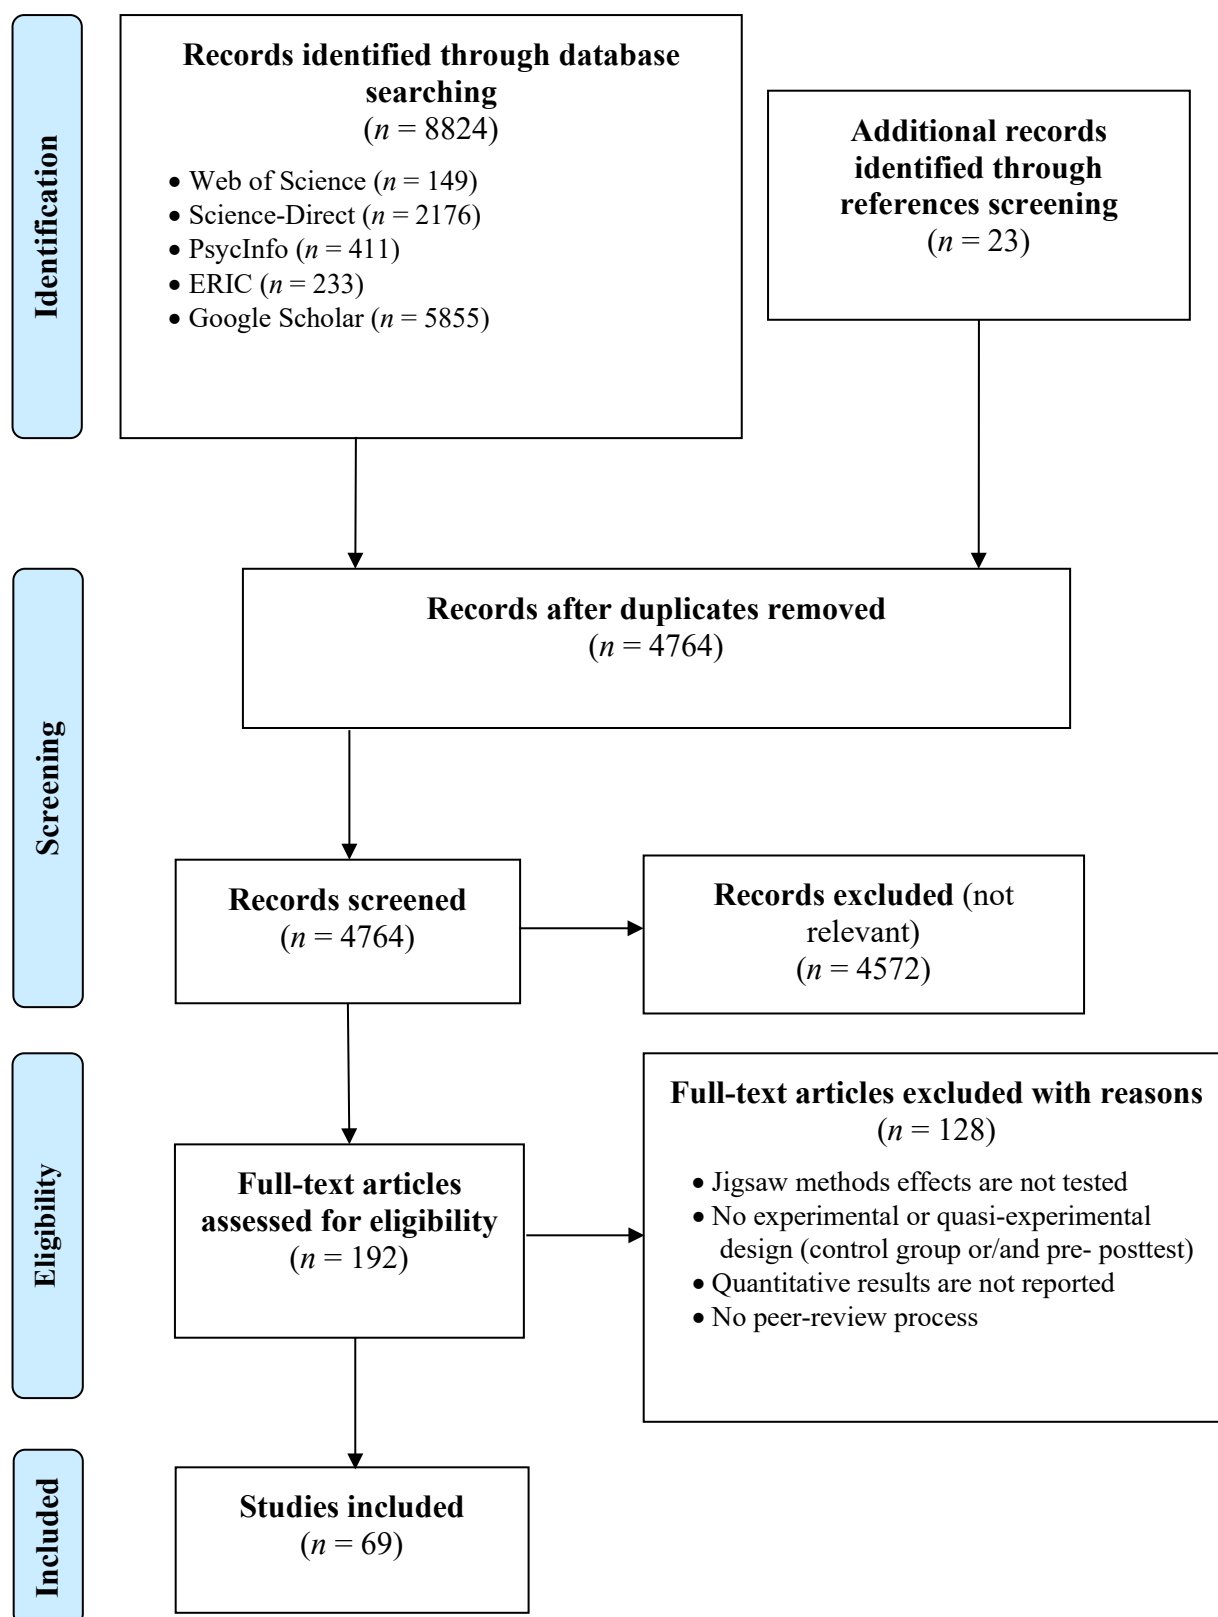 Identification
Records identified through database
searching
(n = 8824)
• Web of Science (n = 149)
• Science-Direct (n = 2176)
• PsycInfo (n = 411)
• ERIC (n = 233)
• Google Scholar (n = 5855)
Additional records
identified through
references screening
(n = 23)
Screening
Records after duplicates removed
(n = 4764)
Records screened
(n = 4764)
Records excluded (not
relevant)
(n = 4572)
Eligibility
Full-text articles
assessed for eligibility
(n = 192)
Full-text articles excluded with reasons
(n = 128)
• Jigsaw methods effects are not tested
• No experimental or quasi-experimental
design (control group or/and pre- posttest)
• Quantitative results are not reported
• No peer-review process
Included
Studies included
(n = 69)